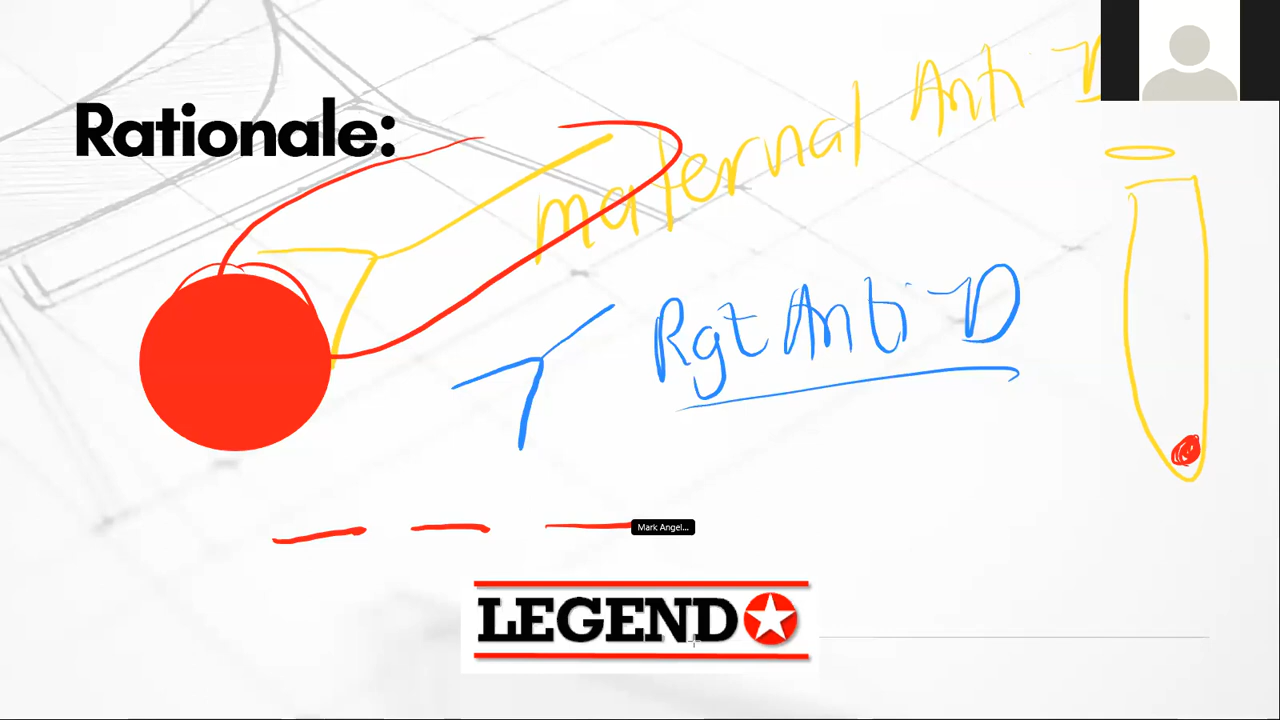 Rationale:
maternal Anti D
Rgt Anti-D
Mark Angel...
LEGEND